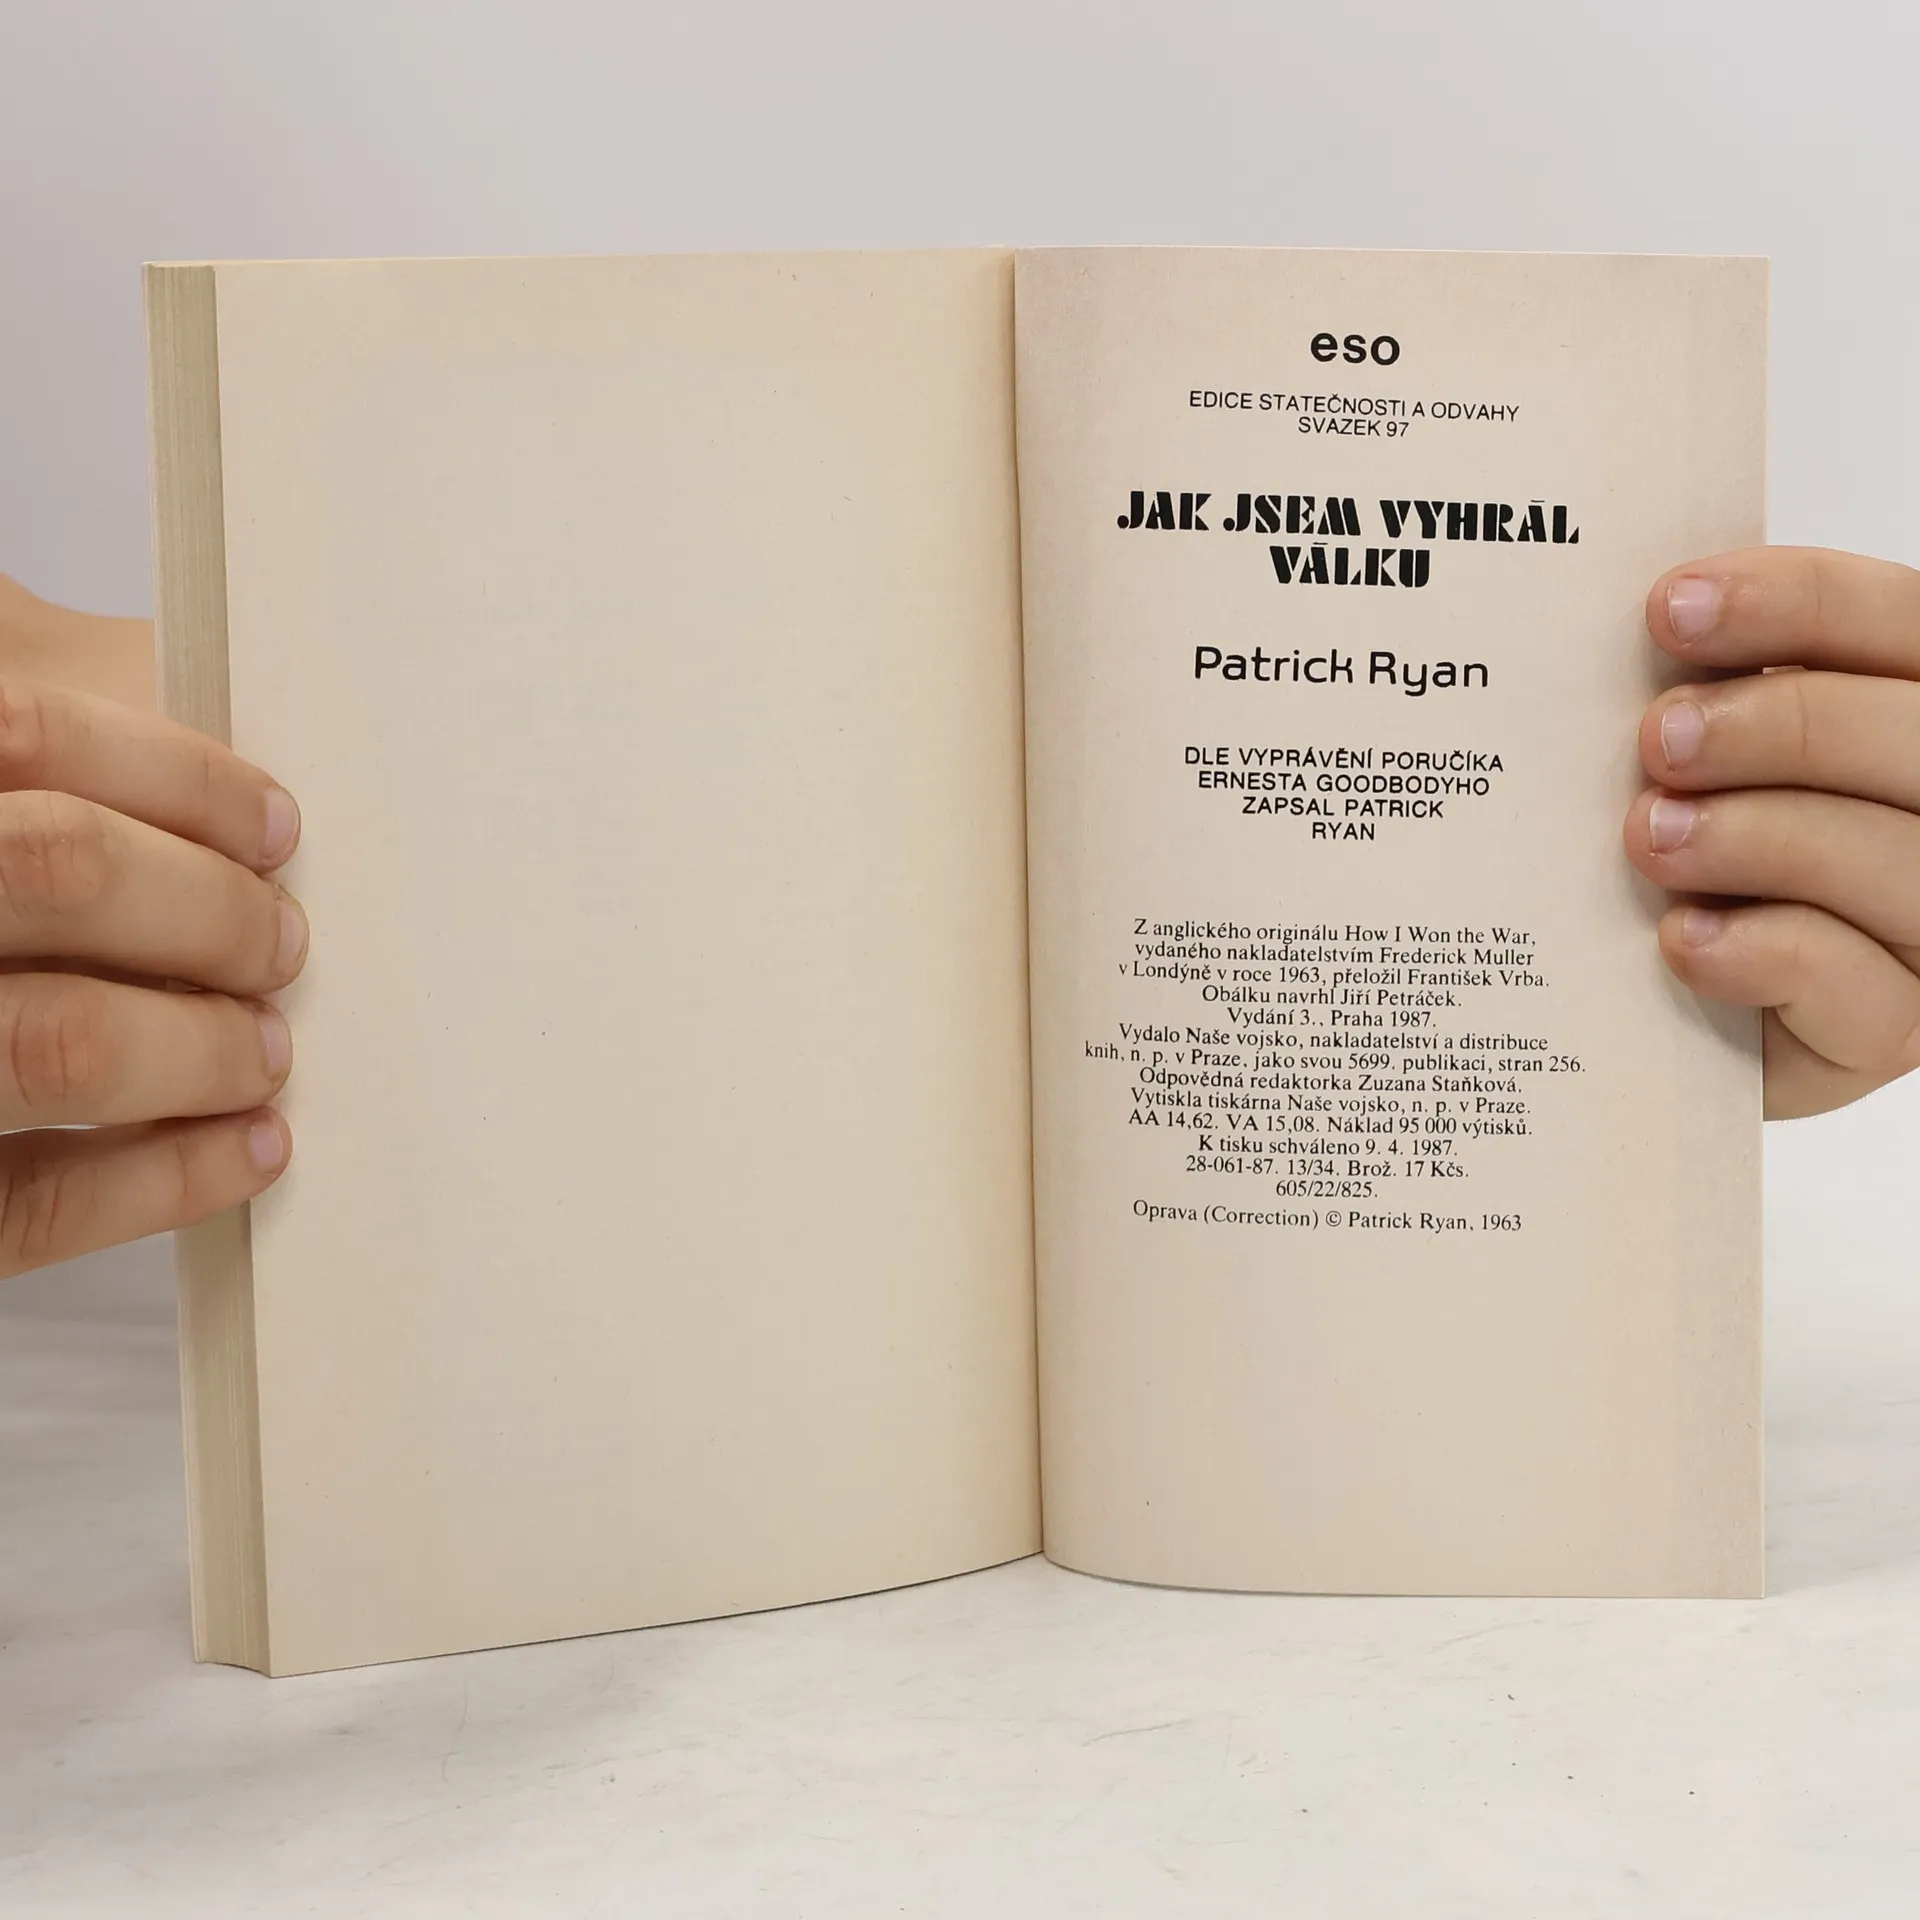 eso
EDICE STATEČNOSTI A ODVAHY
SVAZEK 97
JAK JSEM VYHRÁL
VÁLKU
Patrick Ryan
DLE VYPRÁVĚNÍ PORUČÍKA
ERNESTA GOODBODYHO
ZAPSAL PATRICK
RYAN
Z anglického originálu How I Won the War,
vydaného nakladatelstvím Frederick Muller
v Londýně v roce 1963, přeložil František Vrba.
Obálku navrhl Jiří Petráček.
Vydání 3., Praha 1987.
Vydalo Naše vojsko, nakladatelství a distribuce
knih, n. p. v Praze, jako svou 5699. publikaci, stran 256.
Odpovědná redaktorka Zuzana Staňková.
Vytiskla tiskárna Naše vojsko, n. p. v Praze.
AA 14,62. VA 15,08. Náklad 95 000 výtisků.
K tisku schváleno 9. 4. 1987.
28-061-87. 13/34. Brož. 17 Kčs.
605/22/825.
Oprava (Correction) © Patrick Ryan, 1963